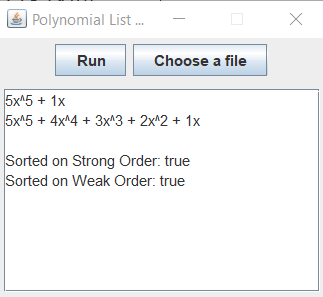 Polynomial List ...
Run
Choose a file
5x^5 + 1x
5x^5 + 4x^4 + 3x^3 + 2x^2 + 1x
Sorted on Strong Order: true
Sorted on Weak Order: true